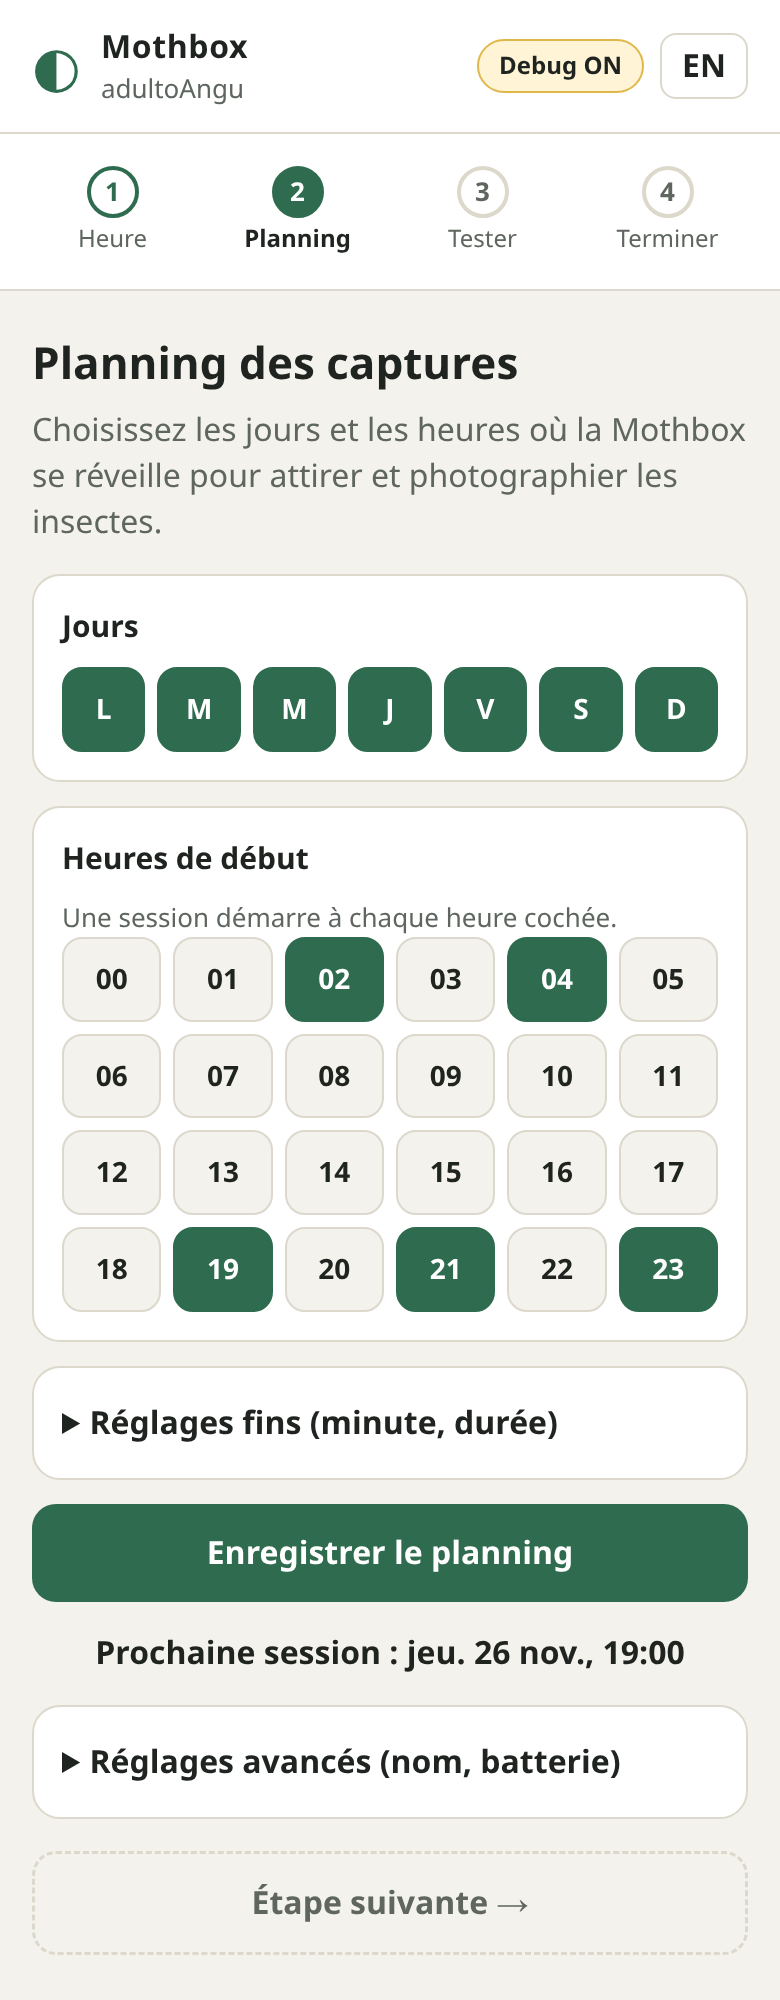 Mothbox
adultoAngu
Debug ON
EN
1
2
3
4
Heure
Planning
Tester
Terminer
Planning des captures
Choisissez les jours et les heures où la Mothbox
se réveille pour attirer et photographier les
insectes.
Jours
L M M J V S D
Heures de début
Une session démarre à chaque heure cochée.
00 01 02 03 04 05
06 07 08 09 10 11
12 13 14 15 16 17
18 19 20 21 22 23
▶ Réglages fins (minute, durée)
Enregistrer le planning
Prochaine session : jeu. 26 nov., 19:00
▶ Réglages avancés (nom, batterie)
Étape suivante →